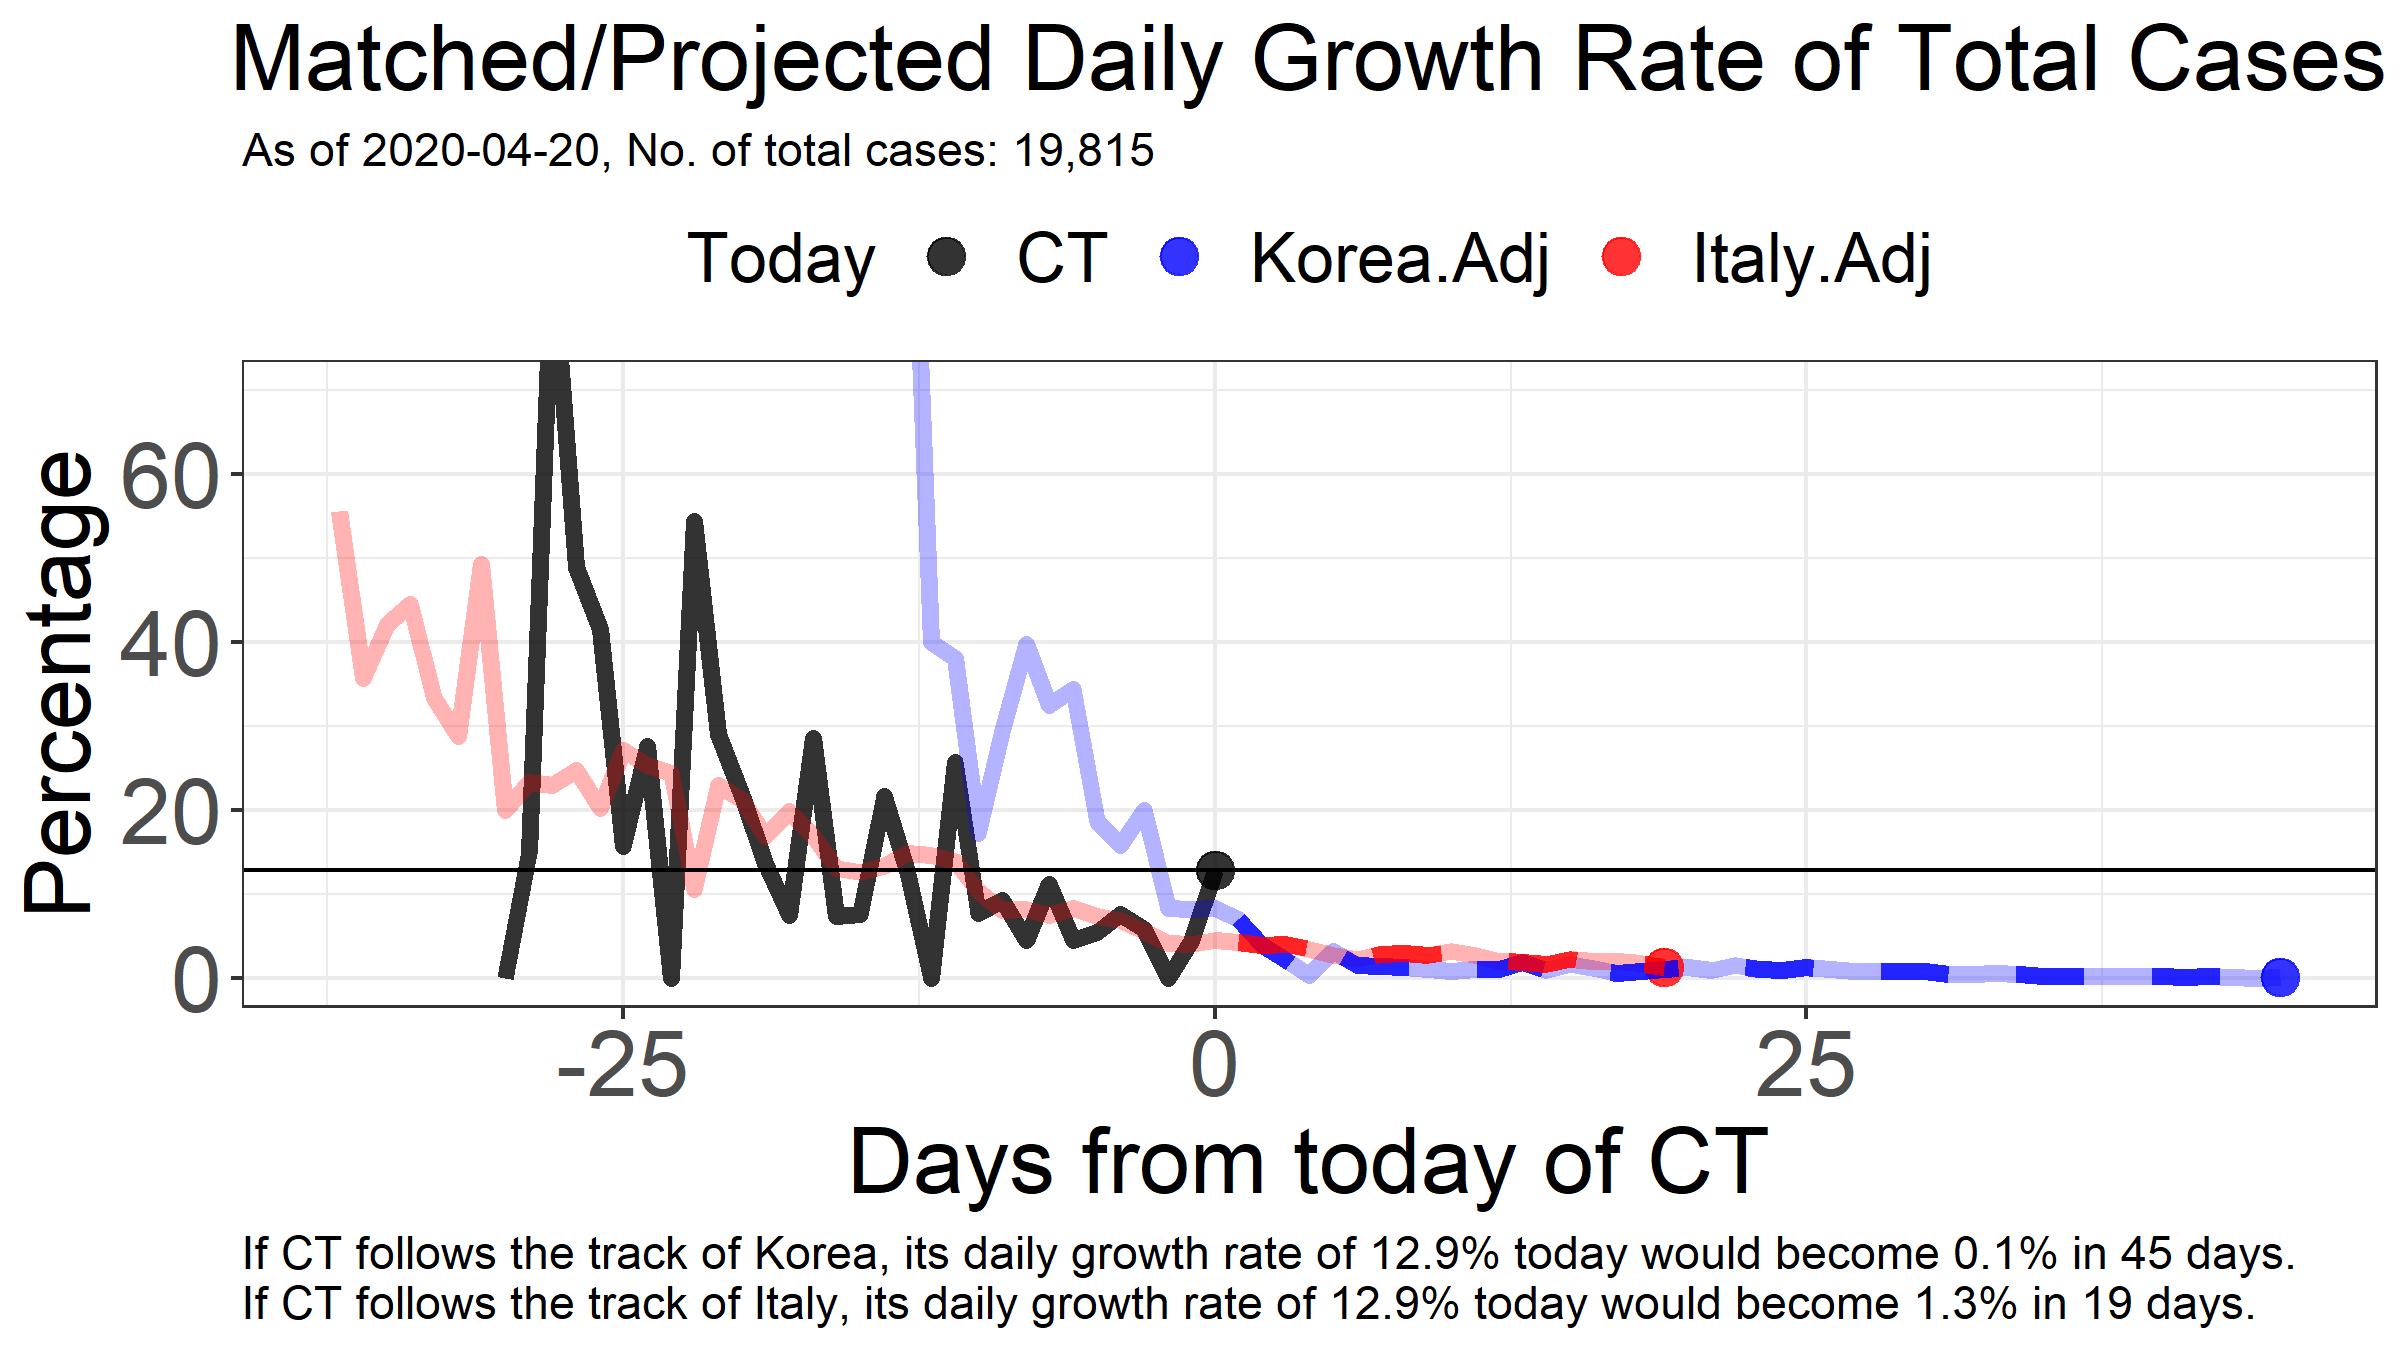 Matched/Projected Daily Growth Rate of Total Cases
As of 2020-04-20, No. of total cases: 19,815
Today CT Korea.Adj Italy.Adj
Percentage
60
40
20
0
-25 0 25
Days from today of CT
If CT follows the track of Korea, its daily growth rate of 12.9% today would become 0.1% in 45 days.
If CT follows the track of Italy, its daily growth rate of 12.9% today would become 1.3% in 19 days.